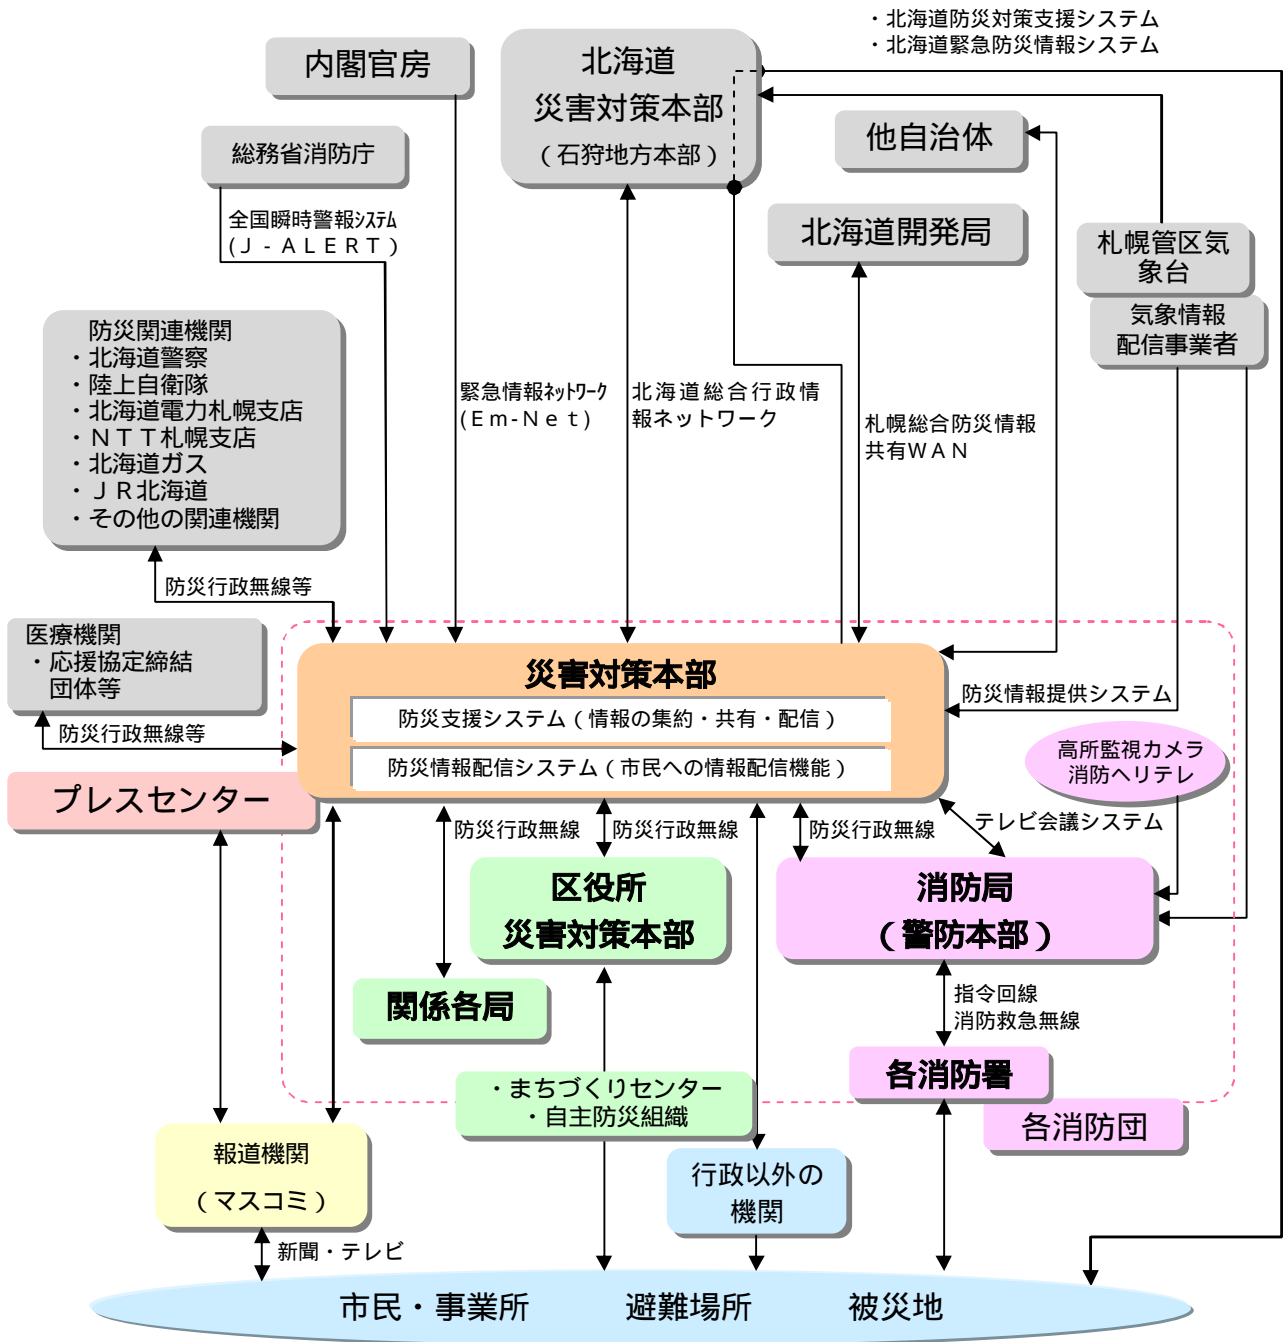 ・北海道防災対策支援システム
・北海道緊急防災情報システム
内閣官房
北海道
災害対策本部
（石狩地方本部）
他自治体
総務省消防庁
全国瞬時警報ｼｽﾃﾑ
(Ｊ-ＡＬＥＲＴ）
北海道開発局
札幌管区気
象台
気象情報
配信事業者
防災関連機関
・北海道警察
・陸上自衛隊
・北海道電力札幌支店
・ＮＴＴ札幌支店
・北海道ガス
・ＪＲ北海道
・その他の関連機関
緊急情報ﾈｯﾄﾜｰｸ
(Ｅｍ-Ｎｅｔ)
北海道総合行政情
報ネットワーク
札幌総合防災情報
共有ＷＡＮ
防災行政無線等
医療機関
・応援協定締結
団体等
防災行政無線等
災害対策本部
防災支援システム（情報の集約・共有・配信）
防災情報配信システム（市民への情報配信機能）
防災情報提供システム
高所監視カメラ
消防ヘリテレ
プレスセンター
防災行政無線
防災行政無線
防災行政無線
テレビ会議システム
区役所
災害対策本部
消防局
（警防本部）
関係各局
指令回線
消防救急無線
各消防署
・まちづくりセンター
・自主防災組織
各消防団
報道機関
（マスコミ）
行政以外の
機関
新聞・テレビ
市民・事業所　避難場所　被災地